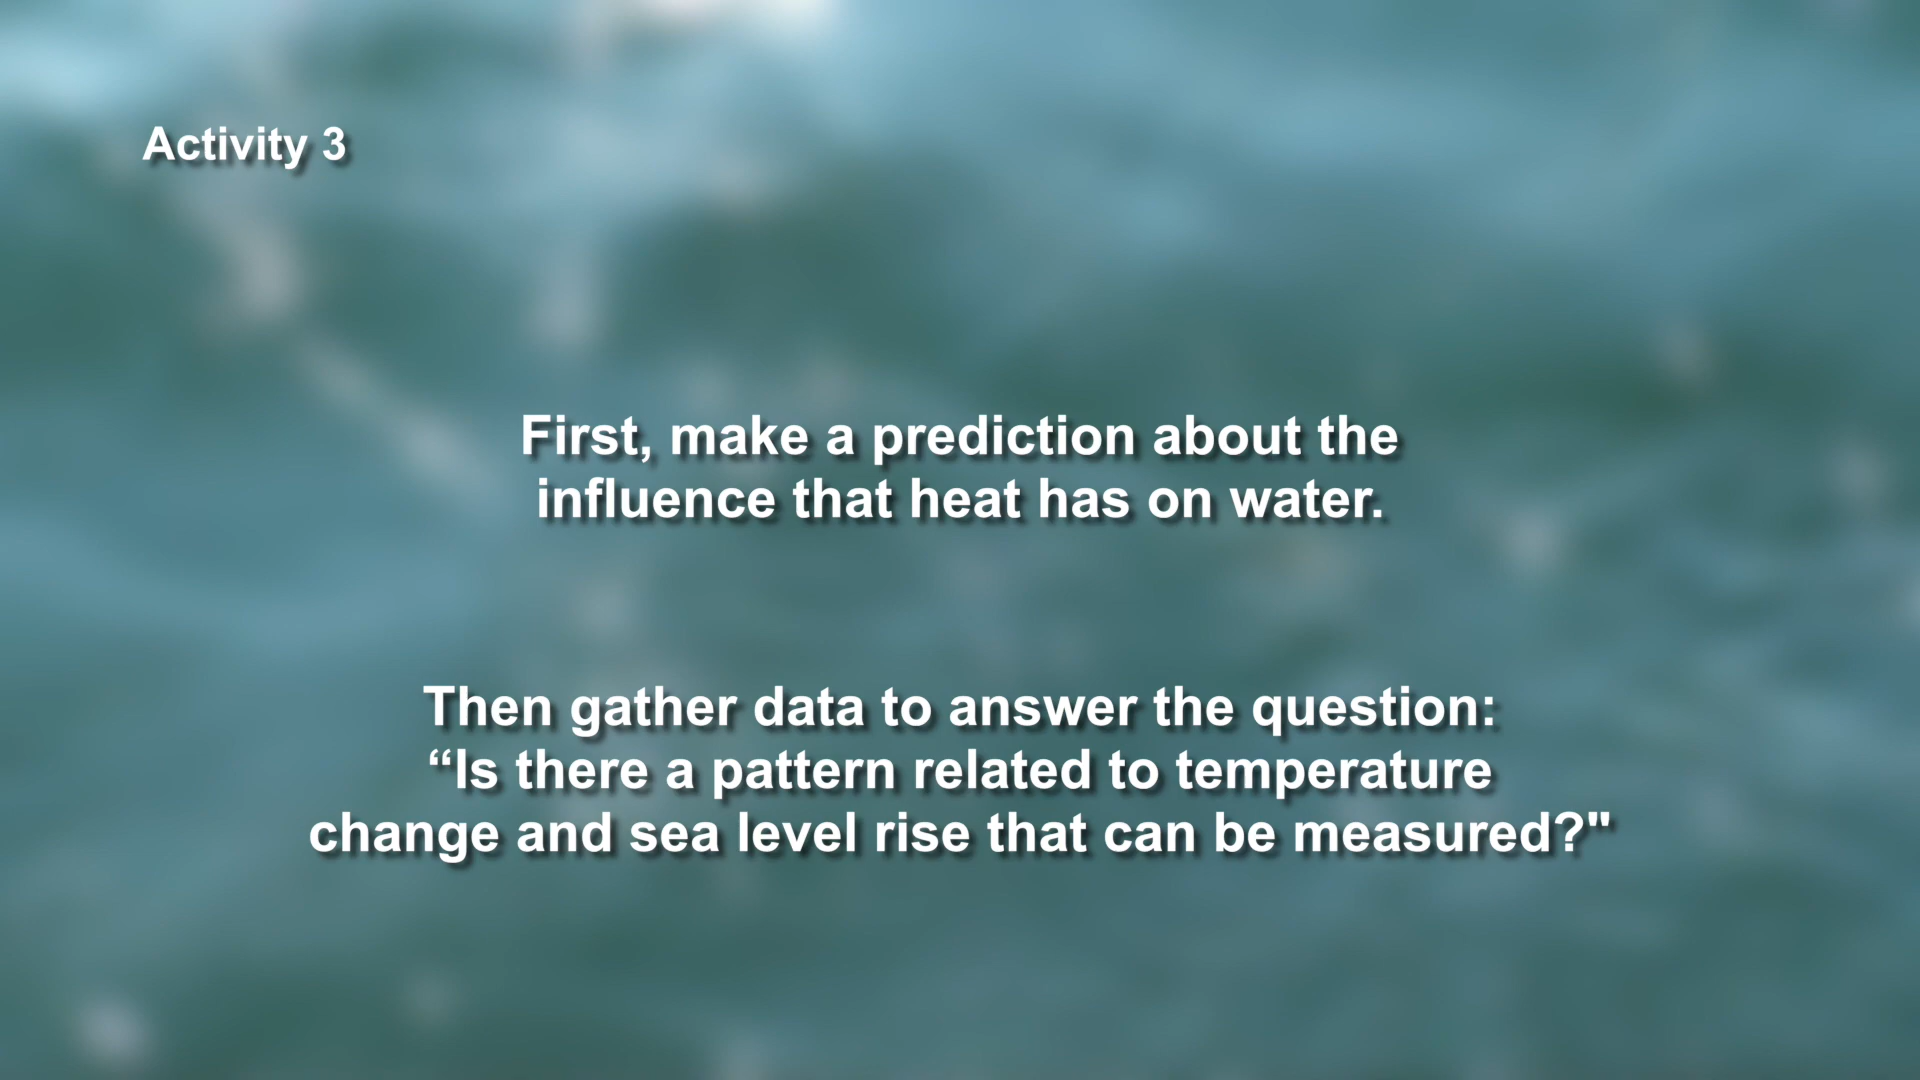 Activity 3
First, make a prediction about the
influence that heat has on water.
Then gather data to answer the question:
“Is there a pattern related to temperature
change and sea level rise that can be measured?"